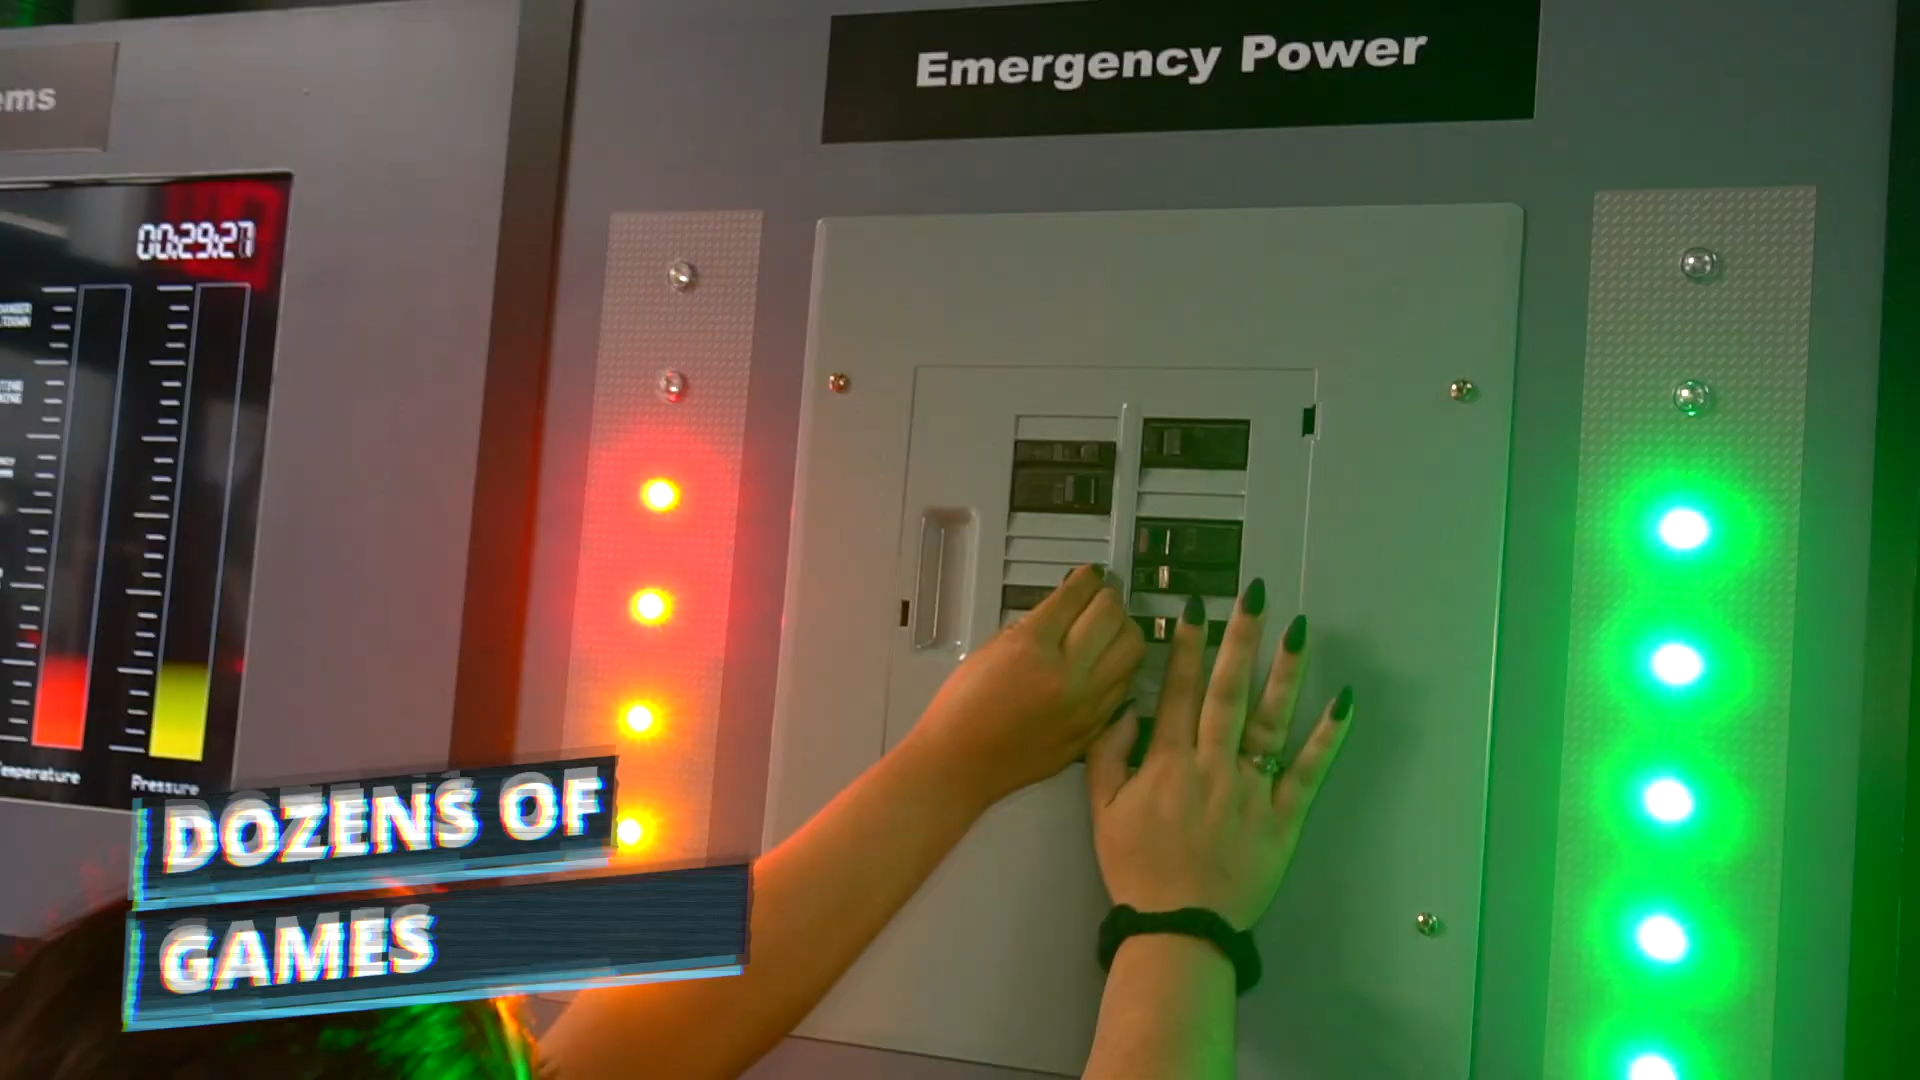 Emergency Power
ems
00:29:27
Temperature
Pressure
DOZENS OF
GAMES